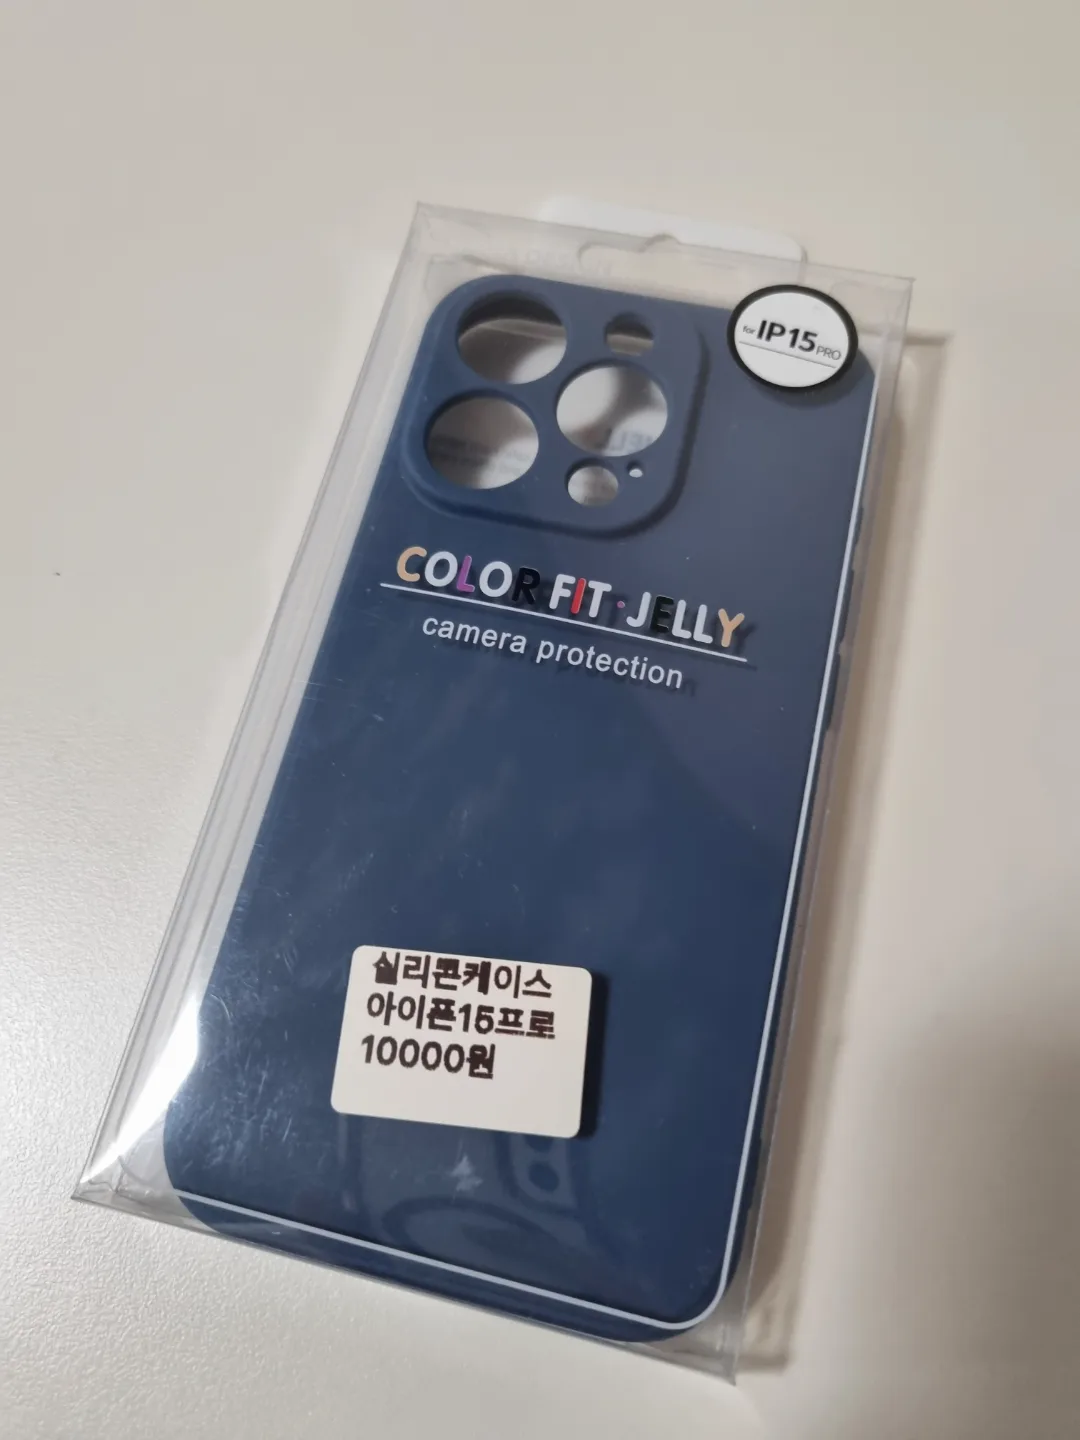 for IP15 PRO
COLOR FIT·JELLY
camera protection
실리콘케이스
아이폰15프로
10000원